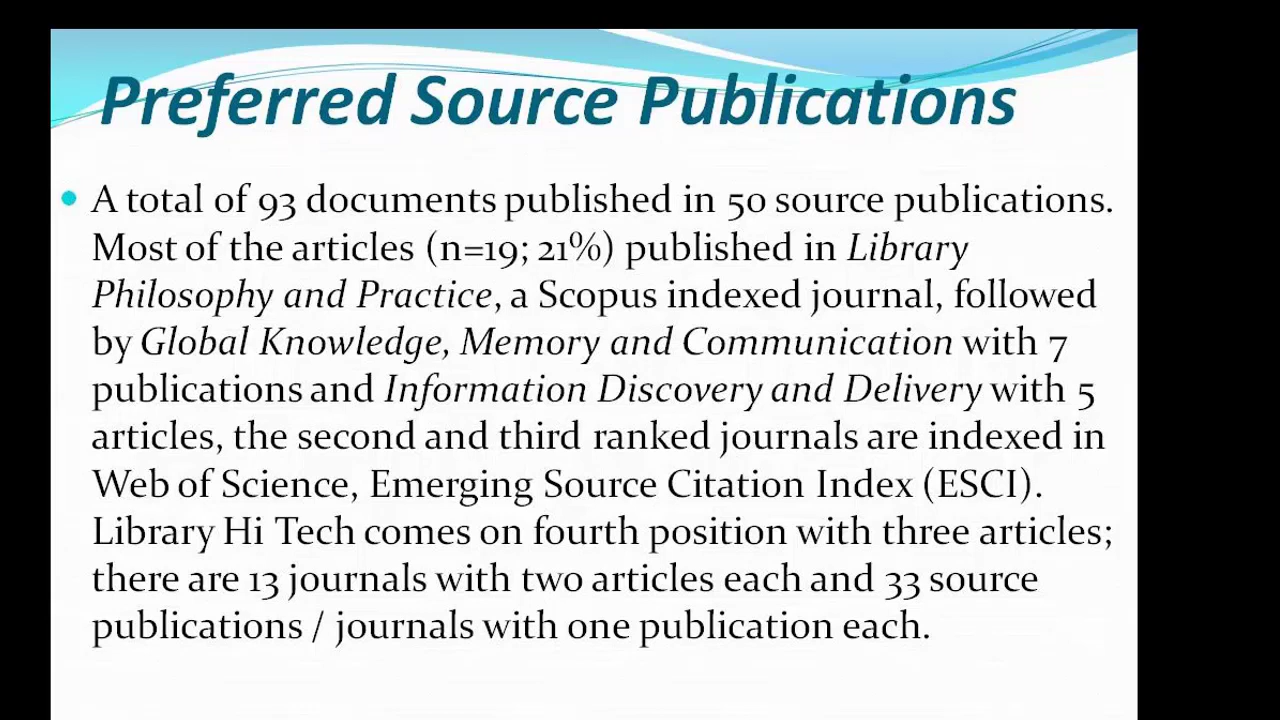 Preferred Source Publications
• A total of 93 documents published in 50 source publications.
Most of the articles (n=19; 21%) published in Library
Philosophy and Practice, a Scopus indexed journal, followed
by Global Knowledge, Memory and Communication with 7
publications and Information Discovery and Delivery with 5
articles, the second and third ranked journals are indexed in
Web of Science, Emerging Source Citation Index (ESCI).
Library Hi Tech comes on fourth position with three articles;
there are 13 journals with two articles each and 33 source
publications / journals with one publication each.